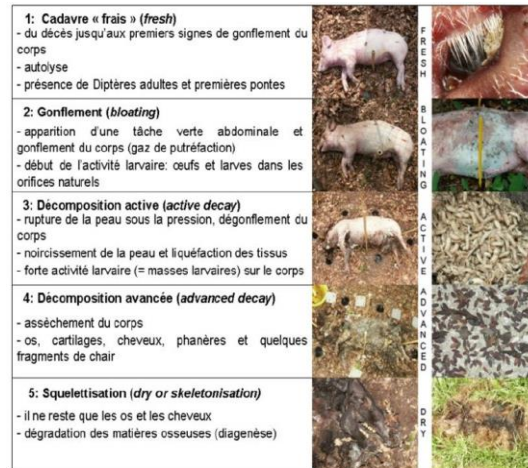 1: Cadavre « frais » (fresh)
- du décès jusqu'aux premiers signes de gonflement du
corps
- autolyse
- présence de Diptères adultes et premières pontes
FRESH
2: Gonflement (bloating)
- apparition d'une tâche verte abdominale et
gonflement du corps (gaz de putréfaction)
- début de l'activité larvaire: œufs et larves dans les
orifices naturels
BLOATING
3: Décomposition active (active decay)
- rupture de la peau sous la pression, dégonflement du
corps
- noircissement de la peau et liquéfaction des tissus
- forte activité larvaire (= masses larvaires) sur le corps
ACTIVE
4: Décomposition avancée (advanced decay)
- assèchement du corps
- os, cartilages, cheveux, phanères et quelques
fragments de chair
ADVANCED
5: Squelettisation (dry or skeletonisation)
- il ne reste que les os et les cheveux
- dégradation des matières osseuses (diagenèse)
DRY